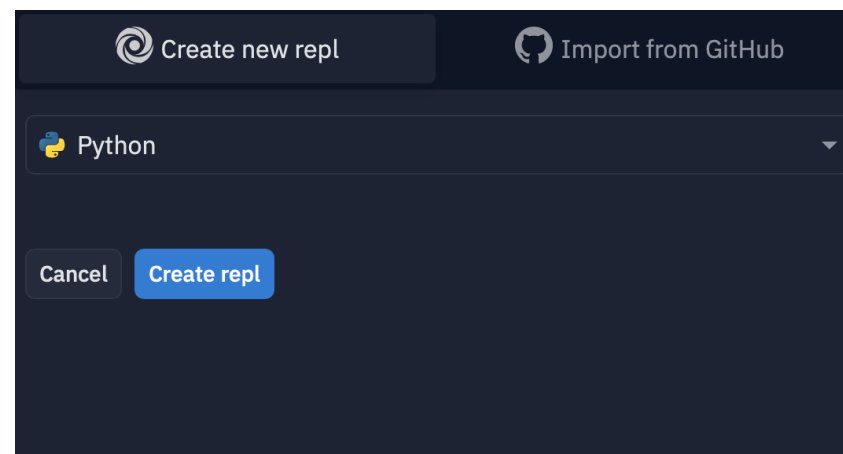 Create new repl
Import from GitHub
Python
Cancel
Create repl